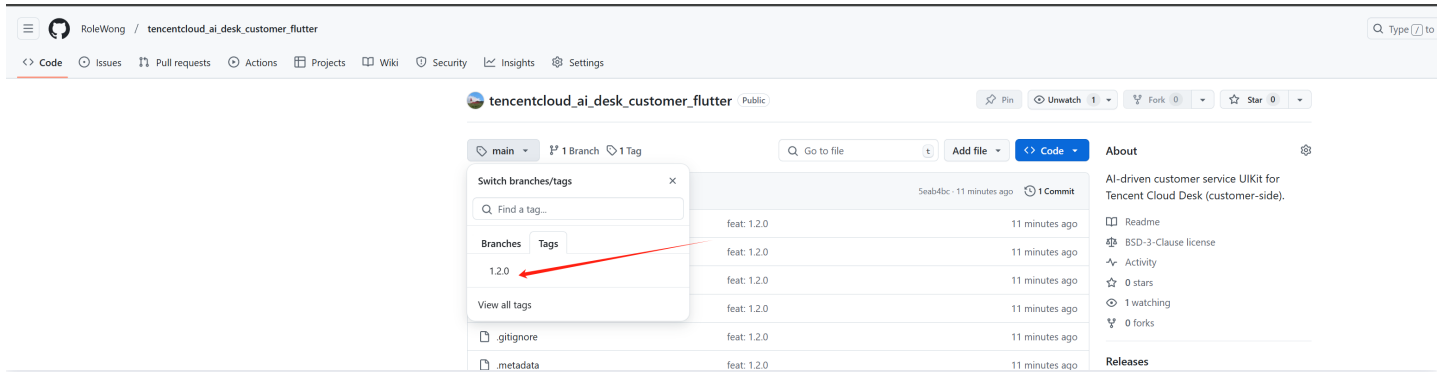 RoleWong / tencentcloud_ai_desk_customer_flutter
Type / to
Code Issues Pull requests Actions Projects Wiki Security Insights Settings
tencentcloud_ai_desk_customer_flutter Public
Pin Unwatch 1 Fork 0 Star 0
main 1 Branch 1 Tag Go to file t Add file Code
About
Switch branches/tags
5eab4bc · 11 minutes ago 1 Commit
AI-driven customer service UIKit for
Tencent Cloud Desk (customer-side).
Find a tag...
feat: 1.2.0 11 minutes ago
Readme
Branches Tags
feat: 1.2.0 11 minutes ago
BSD-3-Clause license
Activity
1.2.0
feat: 1.2.0 11 minutes ago
0 stars
View all tags
feat: 1.2.0 11 minutes ago
1 watching
0 forks
.gitignore feat: 1.2.0 11 minutes ago
.metadata feat: 1.2.0 11 minutes ago
Releases